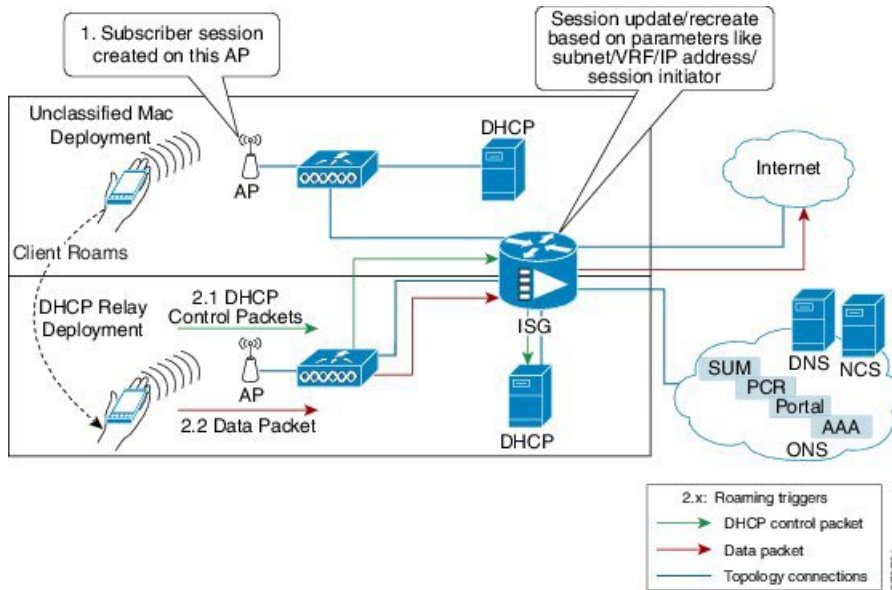 1. Subscriber session
created on this AP
Session update/recreate
based on parameters like
subnet/VRF/IP address/
session initiator
Unclassified Mac
Deployment
AP
DHCP
Internet
Client Roams
DHCP Relay
Deployment
2.1 DHCP
Control Packets
AP
2.2 Data Packet
ISG
DHCP
DNS
NCS
SUM
PCR
Portal
AAA
ONS
2.x: Roaming triggers
DHCP control packet
Data packet
Topology connections